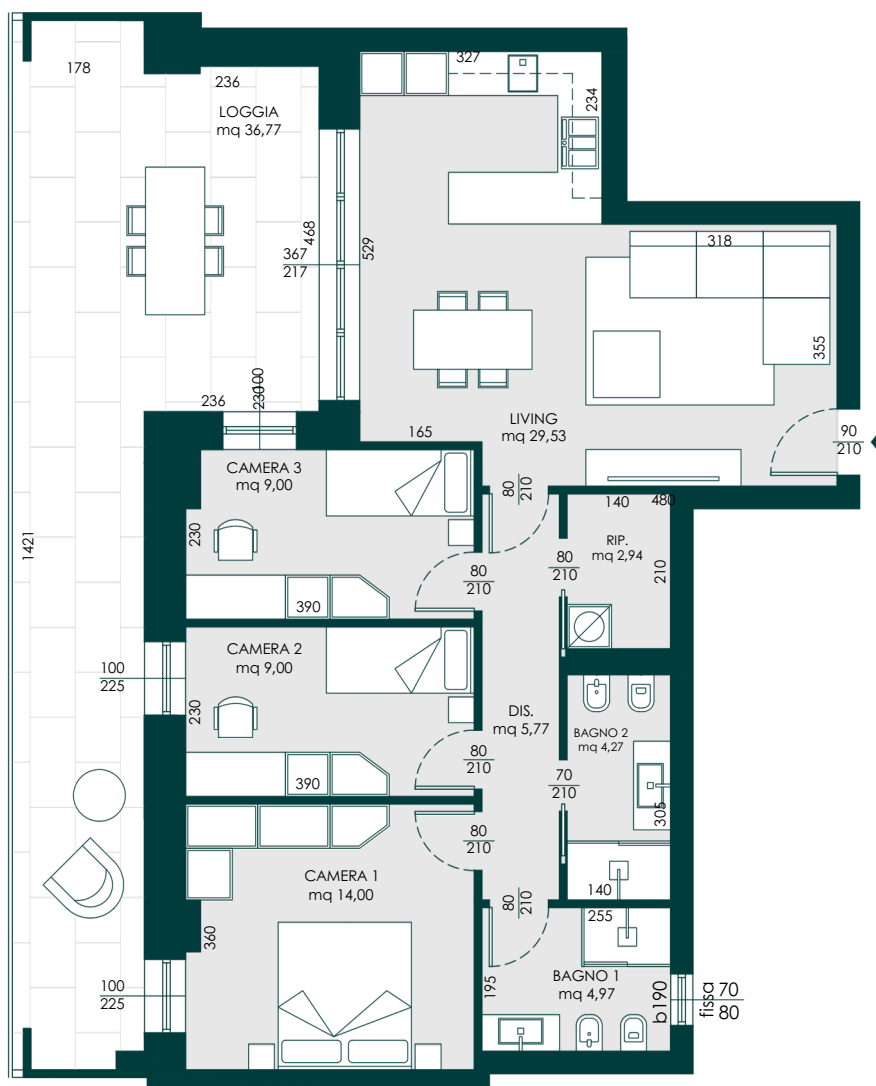 327
178
236
234
LOGGIA
mq 36,77
468
529
367
217
318
355
236
100
230
165
LIVING
mq 29,53
90
210
CAMERA 3
mq 9,00
80
210
140
480
230
1421
RIP.
mq 2,94
210
80
210
80
210
390
CAMERA 2
mq 9,00
100
225
230
DIS.
mq 5,77
BAGNO 2
mq 4,27
80
210
70
210
390
305
80
210
CAMERA 1
mq 14,00
140
80
210
255
360
BAGNO 1
mq 4,97
195
100
225
b190
fissa
70
80